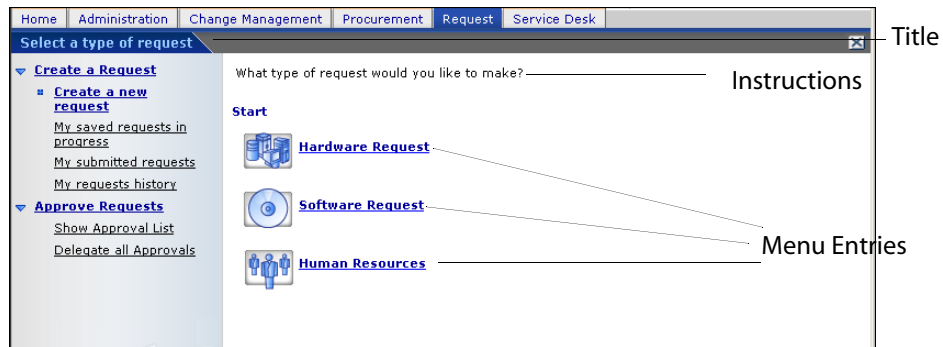 Home Administration Change Management Procurement Request Service Desk
Select a type of request
Title
Create a Request
Create a new
request
My saved requests in
progress
My submitted requests
My requests history
Approve Requests
Show Approval List
Delegate all Approvals
What type of request would you like to make?
Instructions
Start
Hardware Request
Software Request
Human Resources
Menu Entries